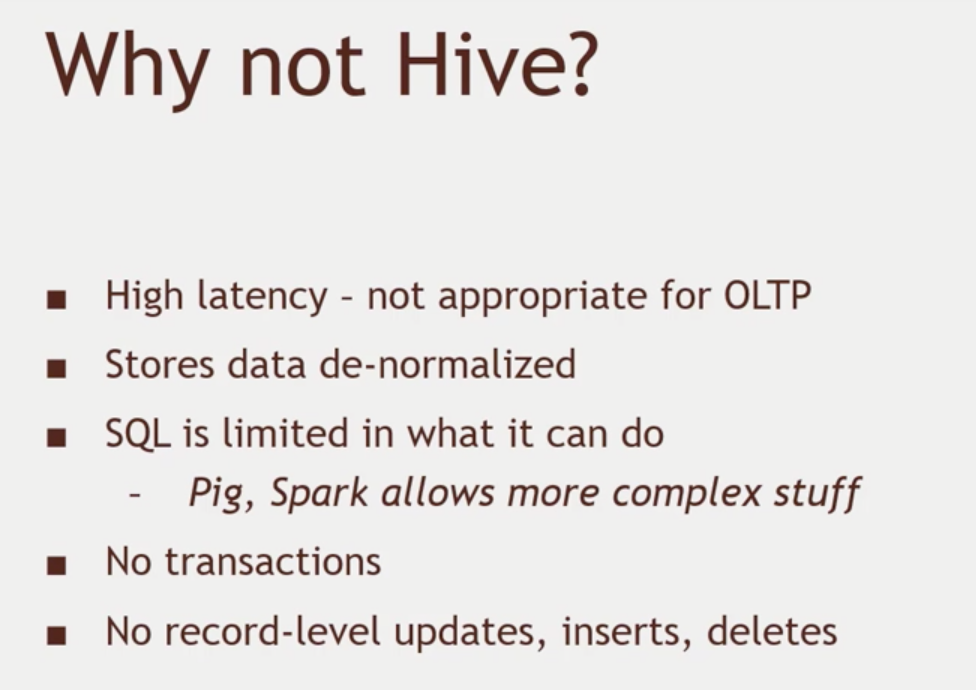 Why not Hive?
■ High latency – not appropriate for OLTP
■ Stores data de-normalized
■ SQL is limited in what it can do
– Pig, Spark allows more complex stuff
■ No transactions
■ No record-level updates, inserts, deletes